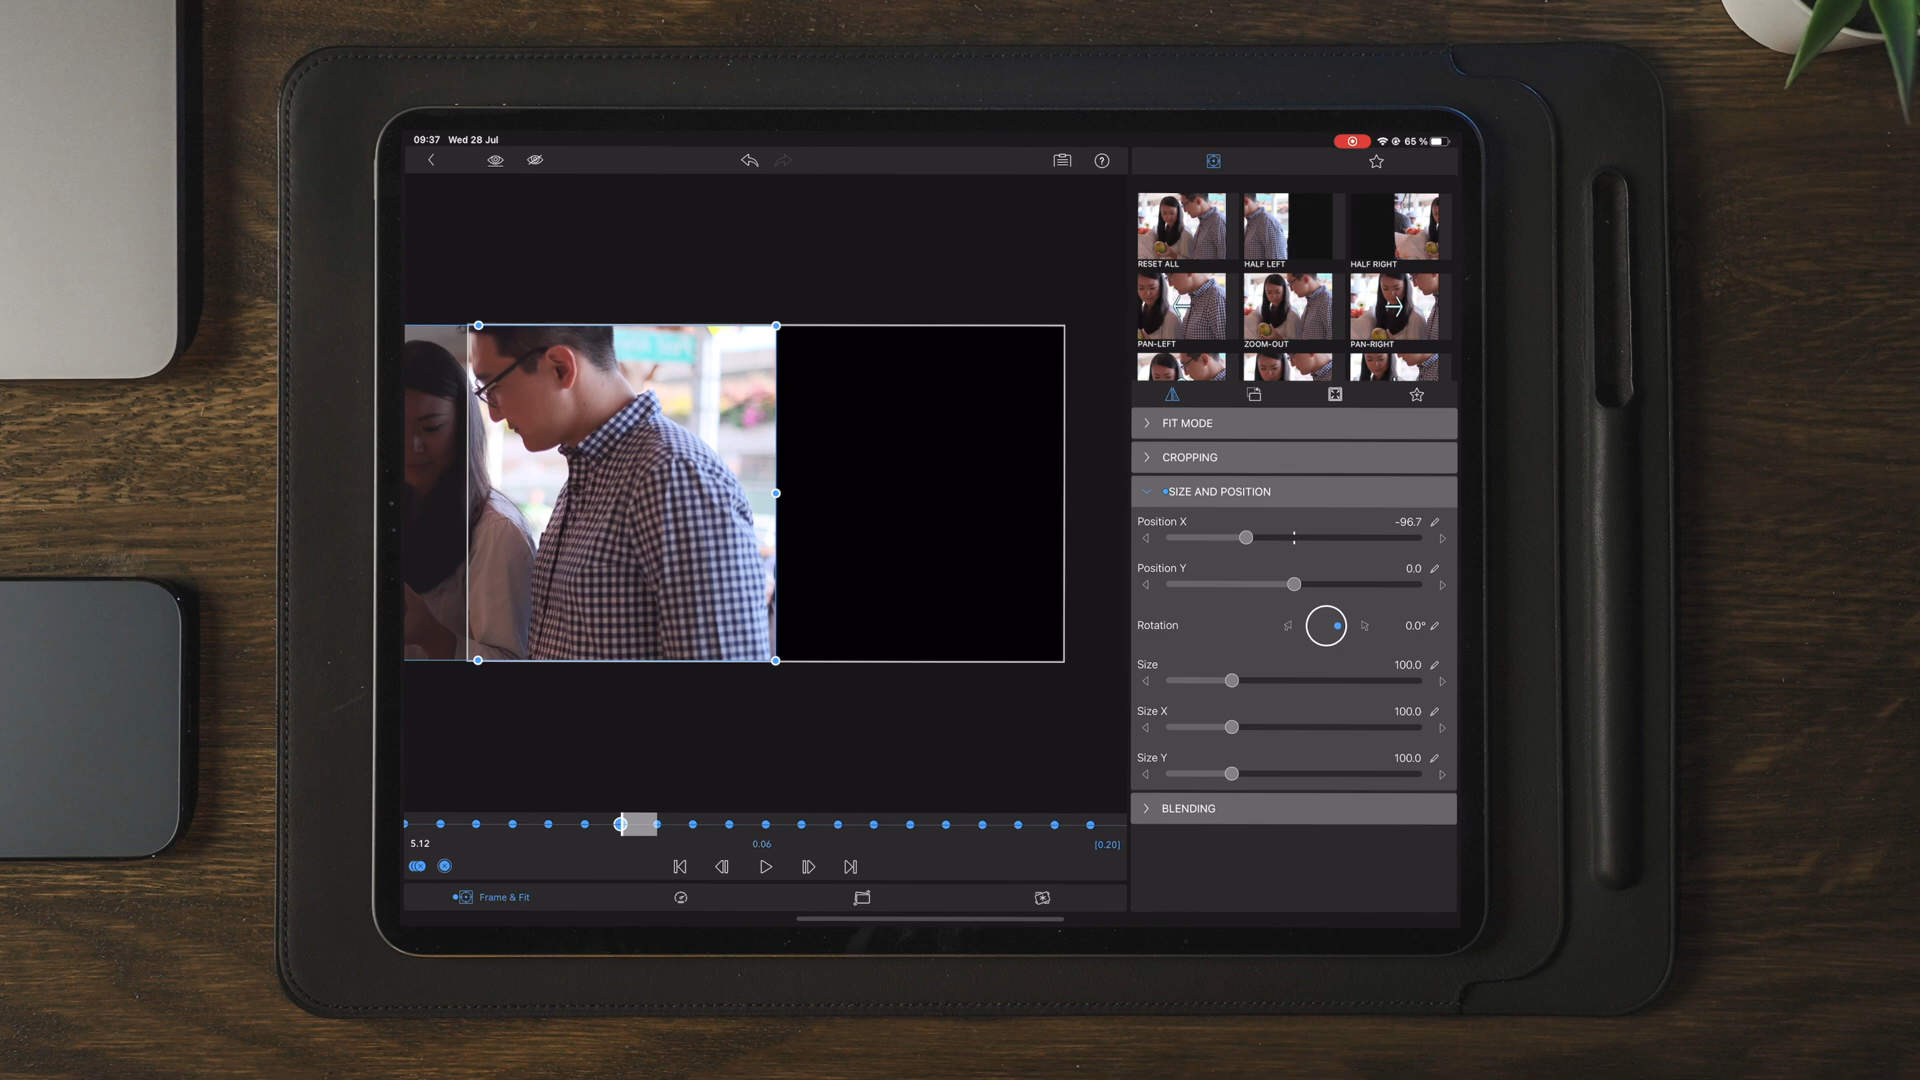 09:37 Wed 28 Jul
65 %
RESET ALL
HALF LEFT
HALF RIGHT
PAN-LEFT
ZOOM-OUT
PAN-RIGHT
FIT MODE
CROPPING
SIZE AND POSITION
Position X -96.7
Position Y 0.0
Rotation 0.0°
Size 100.0
Size X 100.0
Size Y 100.0
BLENDING
5.12
0.06
[0.20]
Frame & Fit